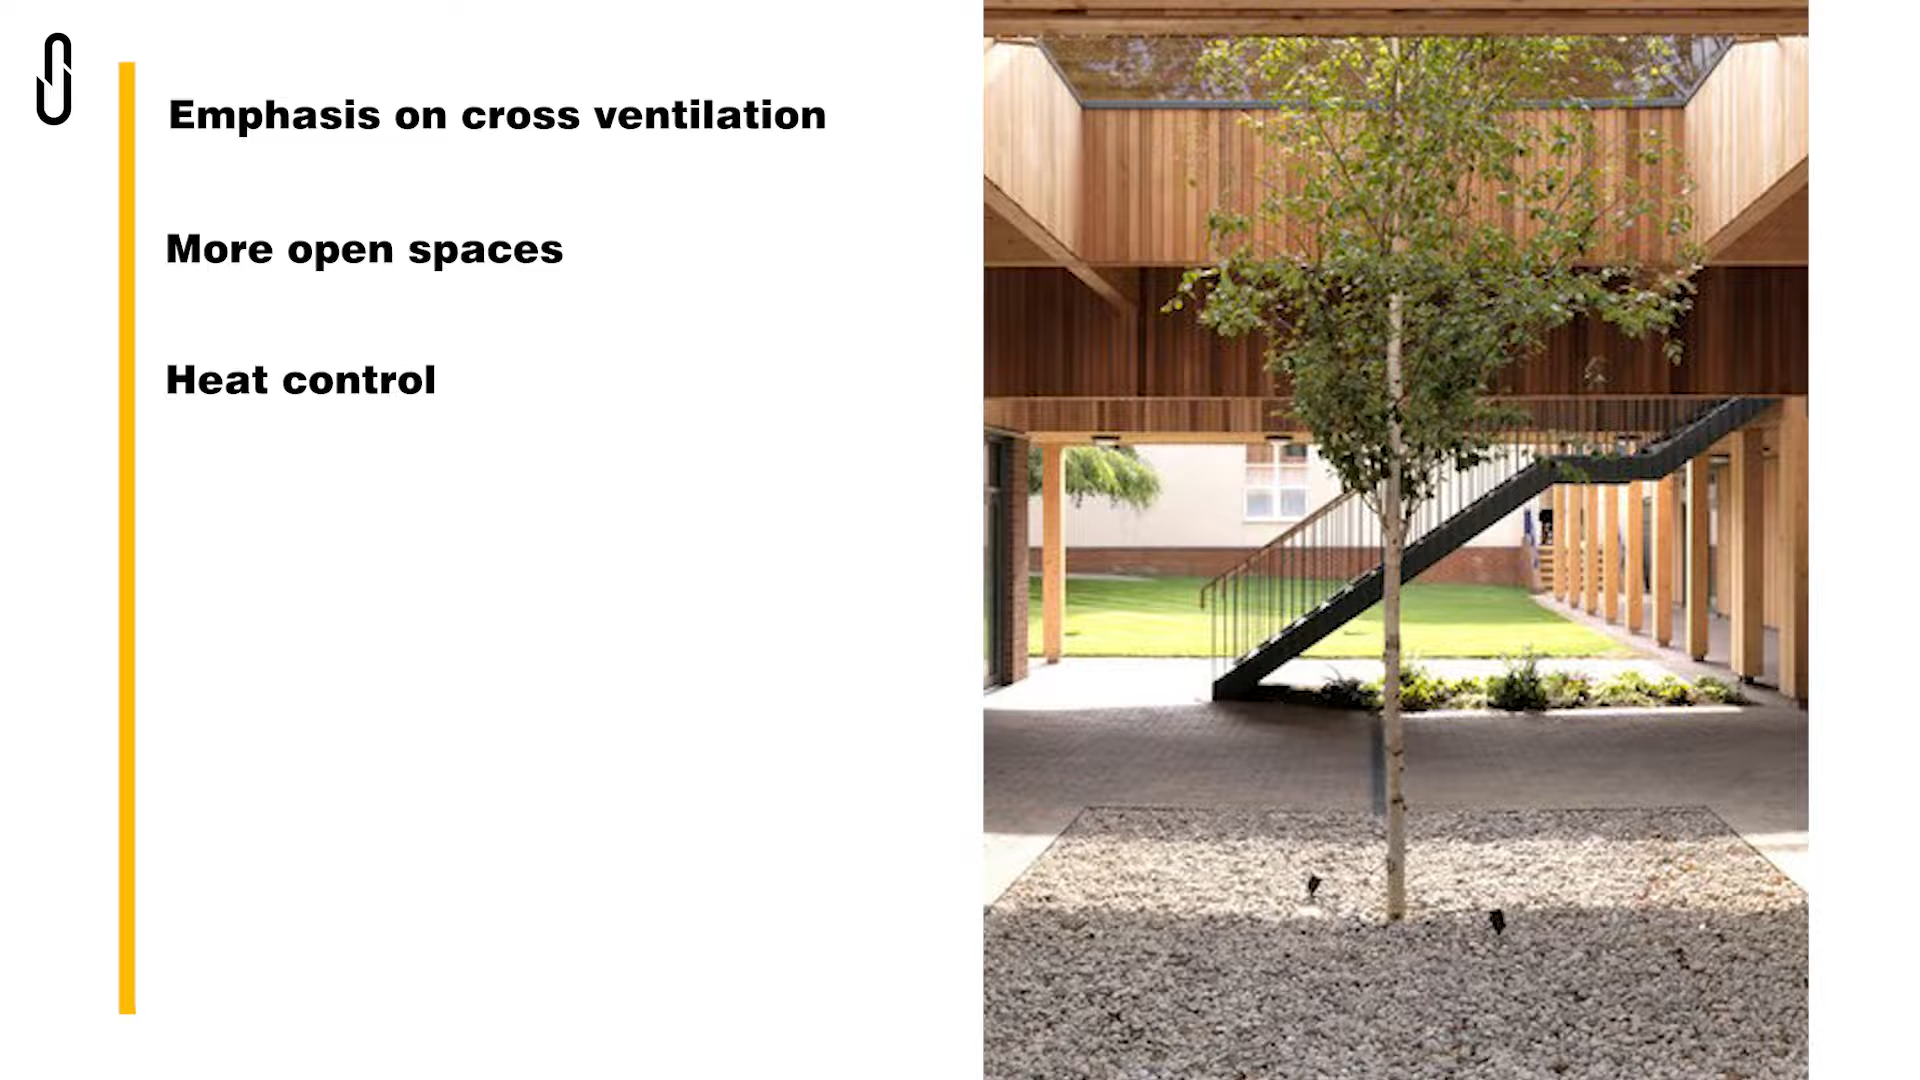 Emphasis on cross ventilation
More open spaces
Heat control